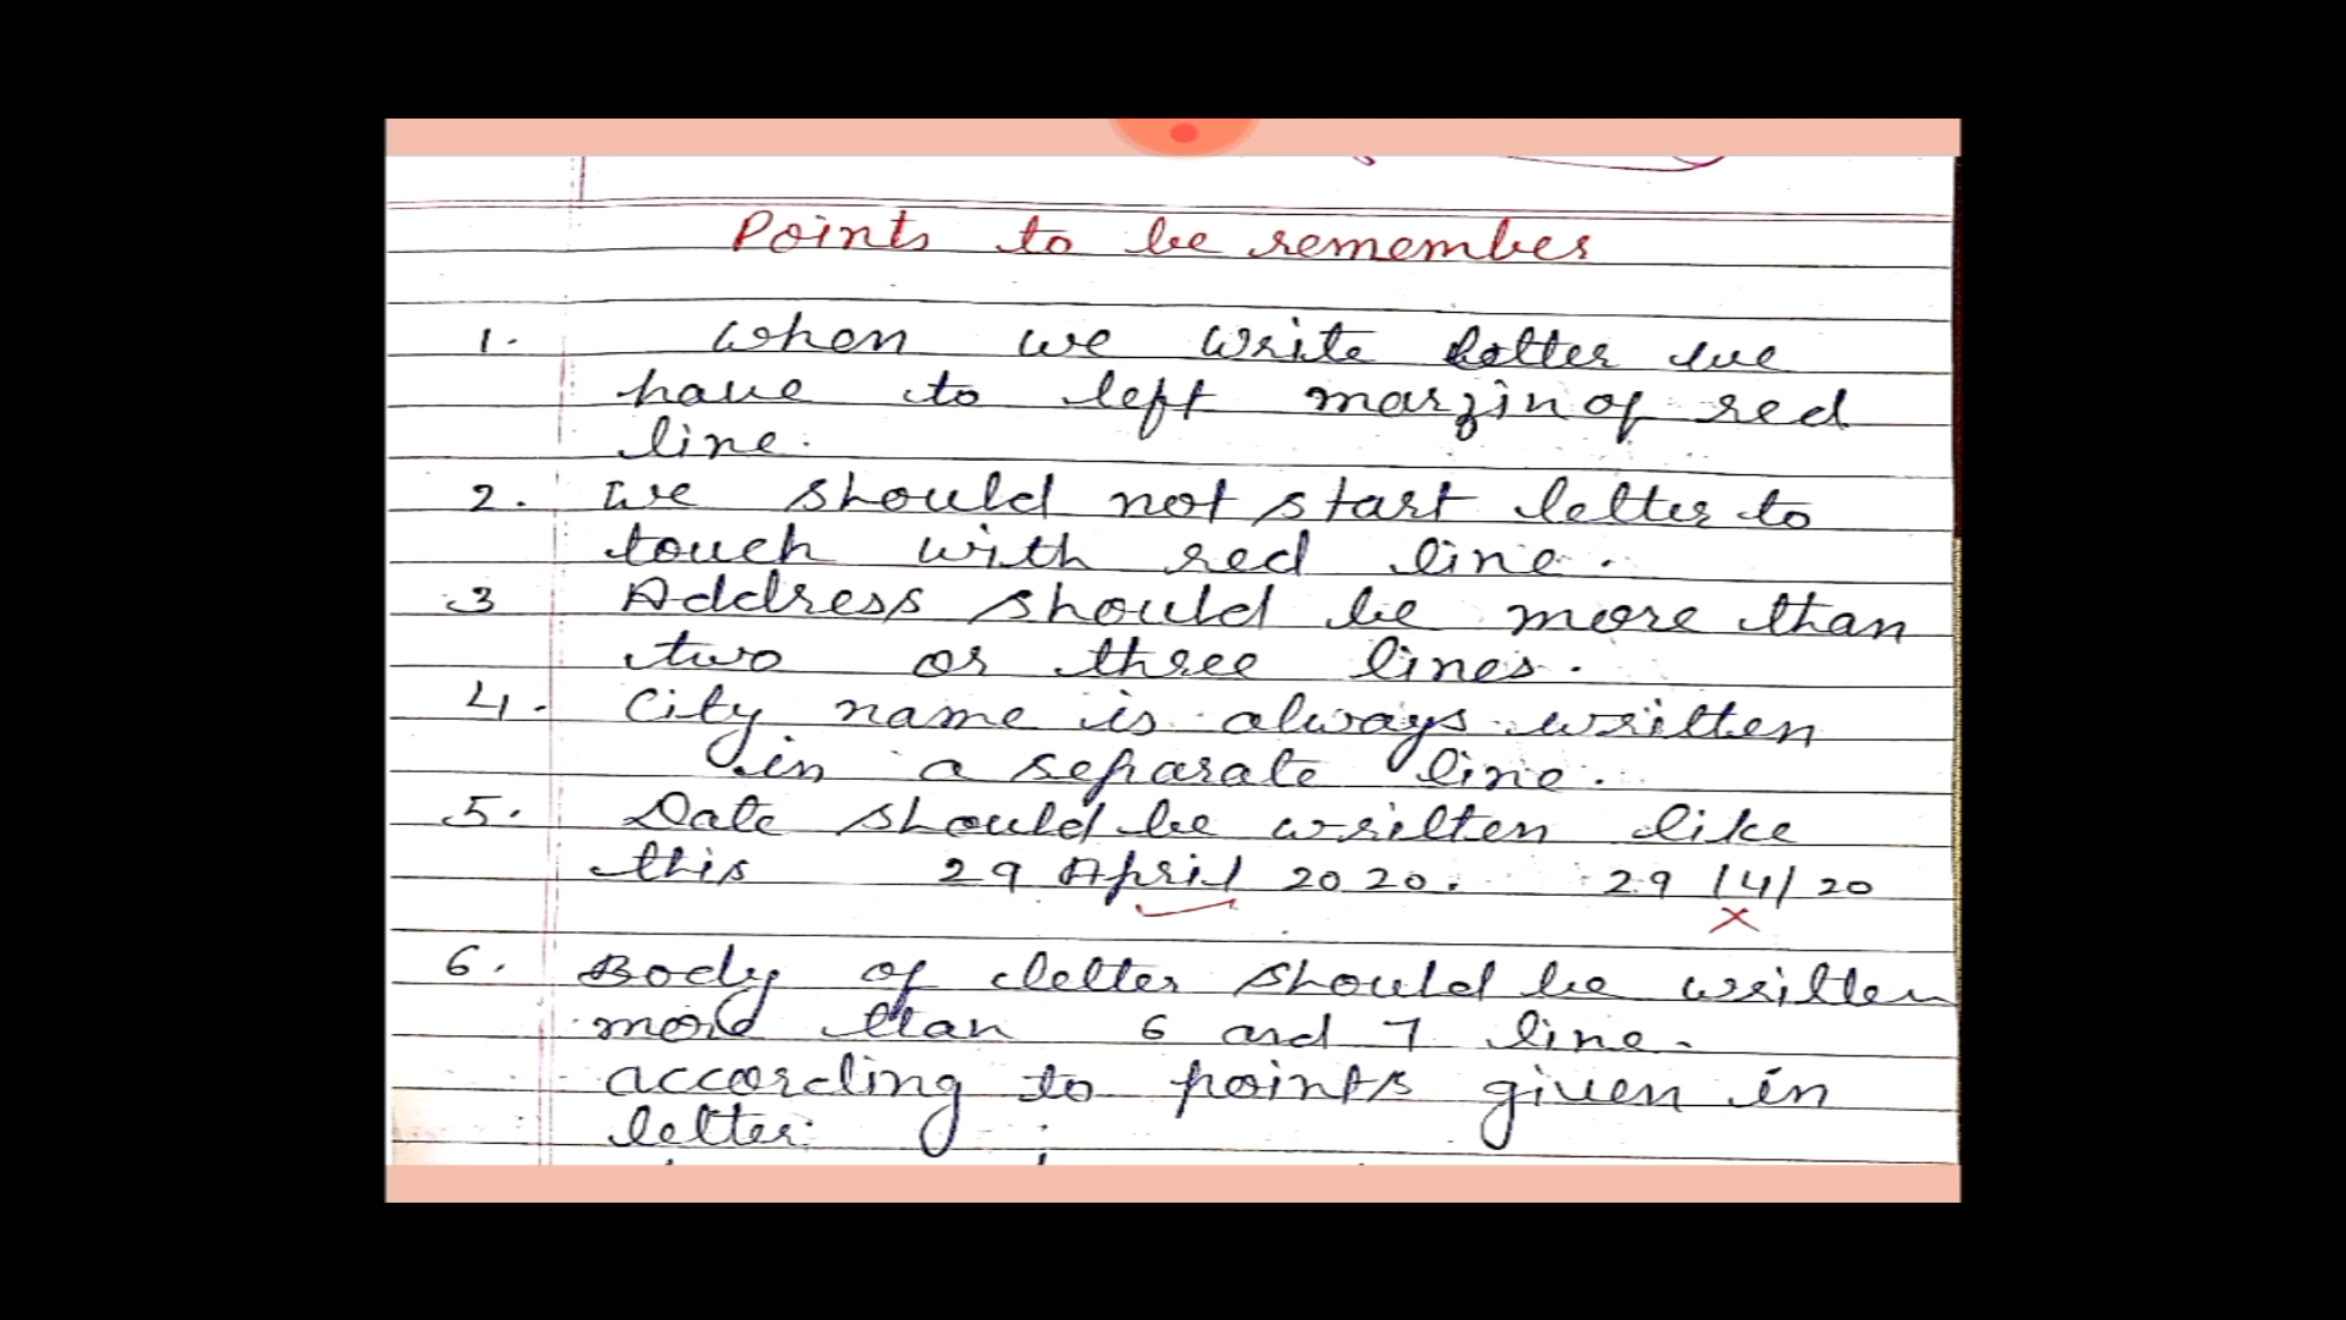 Points to be remember
1. When we write letter we
have to left marzin of red
line.
2. We should not start letter to
touch with red line.
3 Address should be more than
two or three lines.
4. City name is always written
in a separate line.
5. Date should be written like
this 29 April 2020. 29/4/20
6. Body of letter should be written
more than 6 and 7 line.
according to points given in
letter.